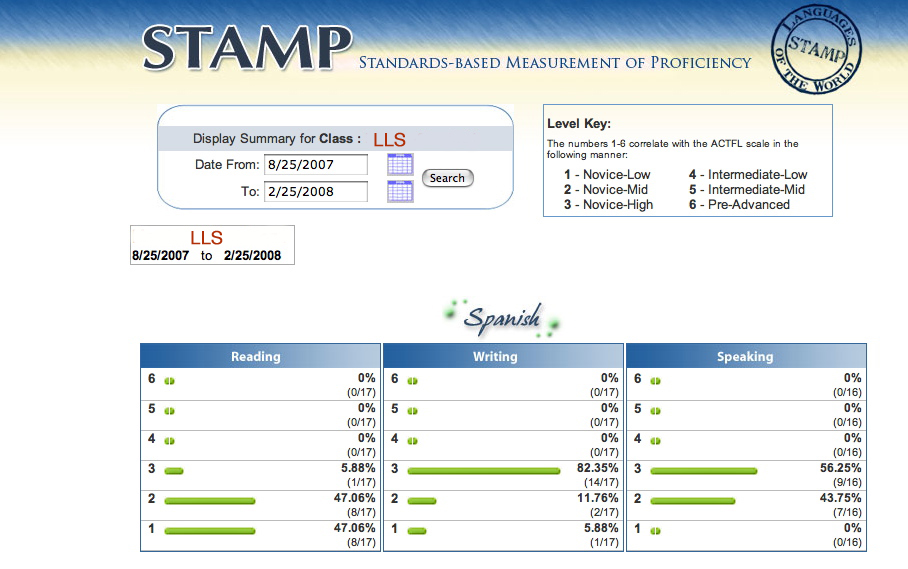 STAMP
STANDARDS-BASED MEASUREMENT OF PROFICIENCY
LANGUAGES
STAMP
OF THE WORLD
Display Summary for Class : LLS
Date From: 8/25/2007
To: 2/25/2008
Search
Level Key:
The numbers 1-6 correlate with the ACTFL scale in the
following manner:
1 - Novice-Low 4 - Intermediate-Low
2 - Novice-Mid 5 - Intermediate-Mid
3 - Novice-High 6 - Pre-Advanced
LLS
8/25/2007 to 2/25/2008
Spanish
Reading
6 0%
(0/17)
5 0%
(0/17)
4 0%
(0/17)
3 5.88%
(1/17)
2 47.06%
(8/17)
1 47.06%
(8/17)
Writing
6 0%
(0/17)
5 0%
(0/17)
4 0%
(0/17)
3 82.35%
(14/17)
2 11.76%
(2/17)
1 5.88%
(1/17)
Speaking
6 0%
(0/16)
5 0%
(0/16)
4 0%
(0/16)
3 56.25%
(9/16)
2 43.75%
(7/16)
1 0%
(0/16)